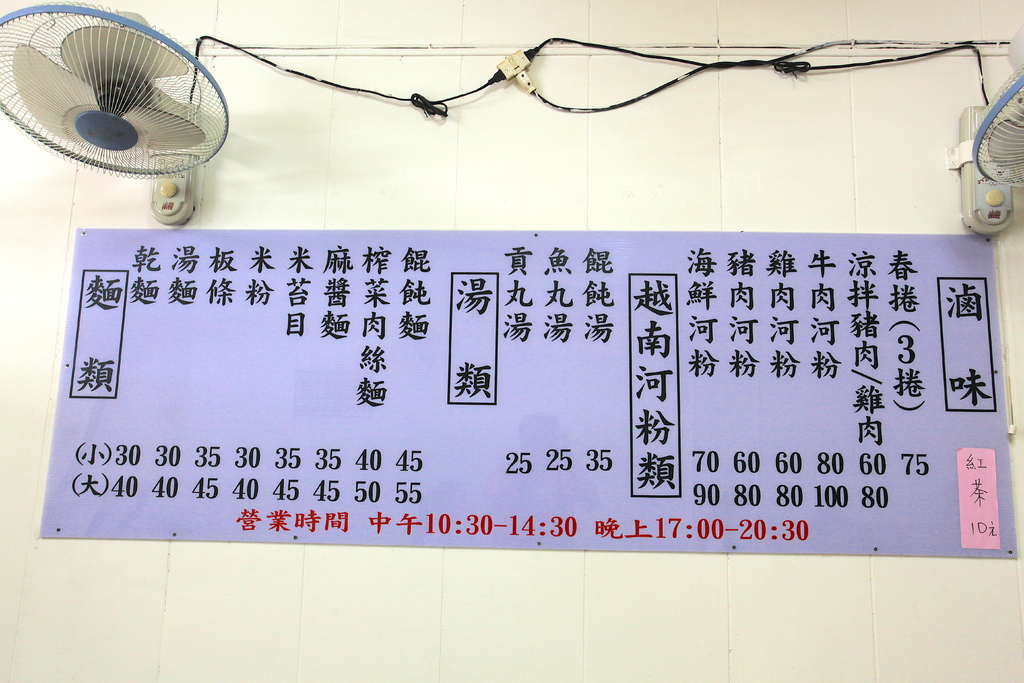 麵類
乾麵
湯麵
板條
米粉
米苔目
麻醬麵
榨菜肉絲麵
餛飩麵
(小)30 30 35 30 35 35 40 45
(大)40 40 45 40 45 45 50 55
湯類
貢丸湯
魚丸湯
餛飩湯
25 25 35
越南河粉類
海鮮河粉
豬肉河粉
雞肉河粉
牛肉河粉
涼拌豬肉/雞肉
春捲(3捲)
70 60 60 80 60 75
90 80 80 100 80
滷味
紅茶
10元
營業時間 中午10:30-14:30 晚上17:00-20:30